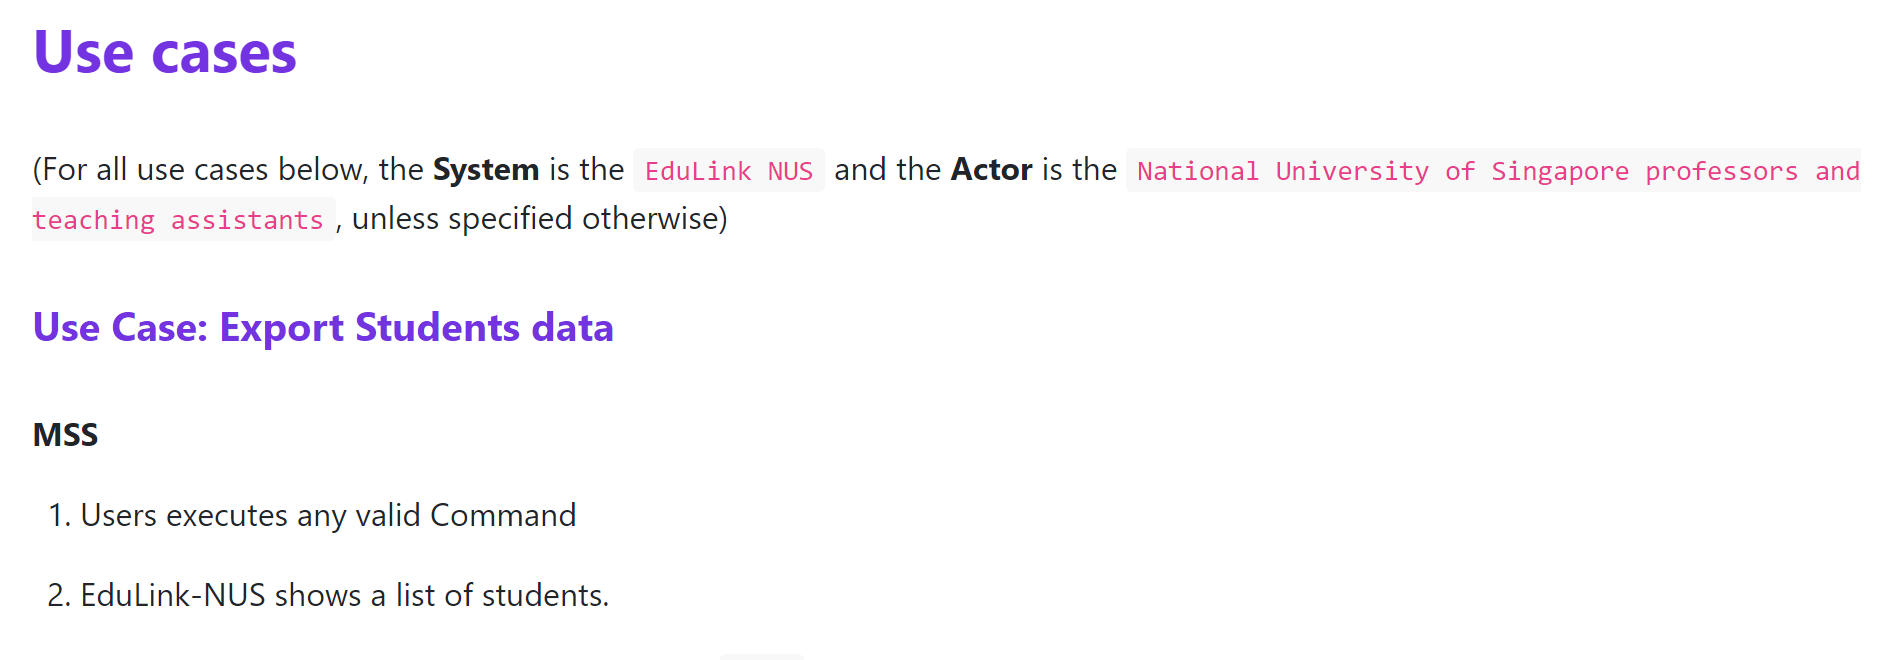 Use cases
(For all use cases below, the System is the EduLink NUS and the Actor is the National University of Singapore professors and
teaching assistants, unless specified otherwise)
Use Case: Export Students data
MSS
1. Users executes any valid Command
2. EduLink-NUS shows a list of students.